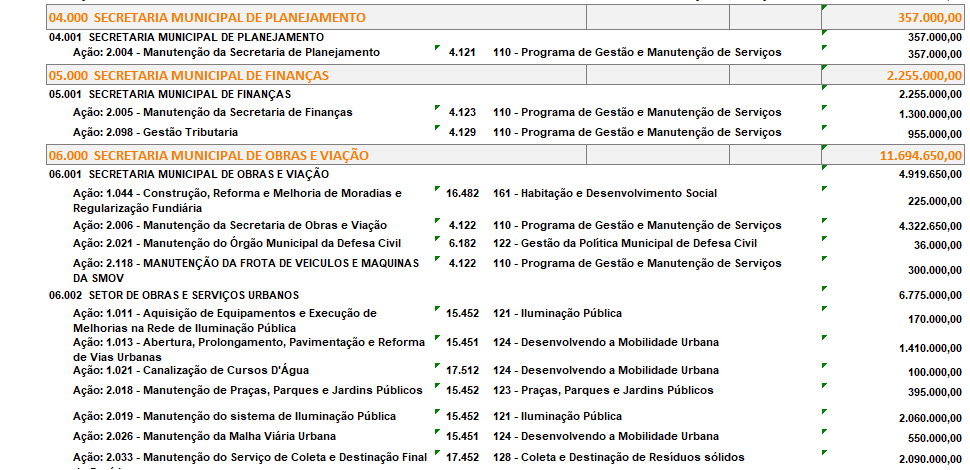 04.000 SECRETARIA MUNICIPAL DE PLANEJAMENTO 357.000,00
04.001 SECRETARIA MUNICIPAL DE PLANEJAMENTO 357.000,00
Ação: 2.004 - Manutenção da Secretaria de Planejamento 4.121 110 - Programa de Gestão e Manutenção de Serviços 357.000,00
05.000 SECRETARIA MUNICIPAL DE FINANÇAS 2.255.000,00
05.001 SECRETARIA MUNICIPAL DE FINANÇAS 2.255.000,00
Ação: 2.005 - Manutenção da Secretaria de Finanças 4.123 110 - Programa de Gestão e Manutenção de Serviços 1.300.000,00
Ação: 2.098 - Gestão Tributaria 4.129 110 - Programa de Gestão e Manutenção de Serviços 955.000,00
06.000 SECRETARIA MUNICIPAL DE OBRAS E VIAÇÃO 11.694.650,00
06.001 SECRETARIA MUNICIPAL DE OBRAS E VIAÇÃO 4.919.650,00
Ação: 1.044 - Construção, Reforma e Melhoria de Moradias e 16.482 161 - Habitação e Desenvolvimento Social
Regularização Fundiária 225.000,00
Ação: 2.006 - Manutenção da Secretaria de Obras e Viação 4.122 110 - Programa de Gestão e Manutenção de Serviços 4.322.650,00
Ação: 2.021 - Manutenção do Órgão Municipal da Defesa Civil 6.182 122 - Gestão da Política Municipal de Defesa Civil 36.000,00
Ação: 2.118 - MANUTENÇÃO DA FROTA DE VEICULOS E MAQUINAS 4.122 110 - Programa de Gestão e Manutenção de Serviços
DA SMOV 300.000,00
06.002 SETOR DE OBRAS E SERVIÇOS URBANOS 6.775.000,00
Ação: 1.011 - Aquisição de Equipamentos e Execução de 15.452 121 - Iluminação Pública
Melhorias na Rede de Iluminação Pública 170.000,00
Ação: 1.013 - Abertura, Prolongamento, Pavimentação e Reforma 15.451 124 - Desenvolvendo a Mobilidade Urbana
de Vias Urbanas 1.410.000,00
Ação: 1.021 - Canalização de Cursos D'Água 17.512 124 - Desenvolvendo a Mobilidade Urbana 100.000,00
Ação: 2.018 - Manutenção de Praças, Parques e Jardins Públicos 15.452 123 - Praças, Parques e Jardins Públicos 395.000,00
Ação: 2.019 - Manutenção do sistema de Iluminação Pública 15.452 121 - Iluminação Pública 2.060.000,00
Ação: 2.026 - Manutenção da Malha Viária Urbana 15.451 124 - Desenvolvendo a Mobilidade Urbana 550.000,00
Ação: 2.033 - Manutenção do Serviço de Coleta e Destinação Final 17.452 128 - Coleta e Destinação de Resíduos sólidos 2.090.000,00